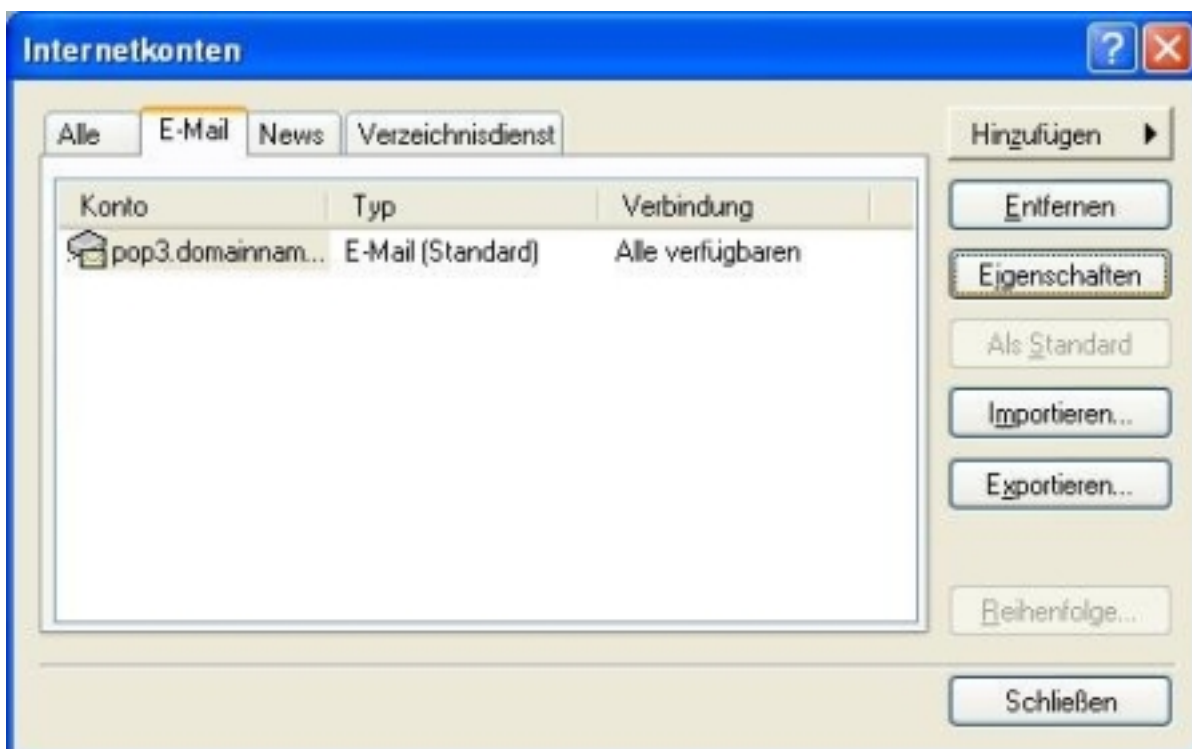 Internetkonten
Alle E-Mail News Verzeichnisdienst
Hinzufügen
Konto Typ Verbindung
Entfernen
pop3.domainnam... E-Mail (Standard) Alle verfügbaren
Eigenschaften
Als Standard
Importieren...
Exportieren...
Reihenfolge...
Schließen